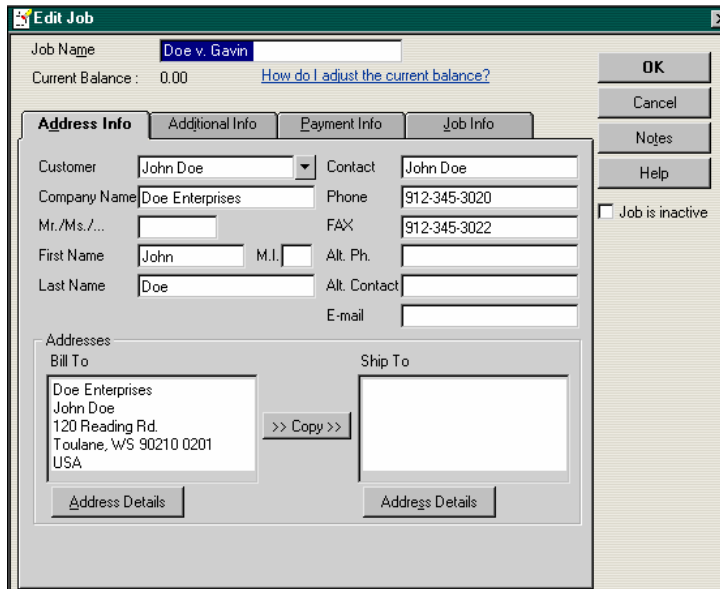 Edit Job
Job Name Doe v. Gavin
Current Balance : 0.00 How do I adjust the current balance?
OK
Cancel
Notes
Help
Job is inactive
Address Info Additional Info Payment Info Job Info
Customer John Doe Contact John Doe
Company Name Doe Enterprises Phone 912-345-3020
Mr./Ms./... FAX 912-345-3022
First Name John M.I. Alt. Ph.
Last Name Doe Alt. Contact
E-mail
Addresses
Bill To Ship To
Doe Enterprises
John Doe
120 Reading Rd.
Toulane, WS 90210 0201
USA
>> Copy >>
Address Details Address Details